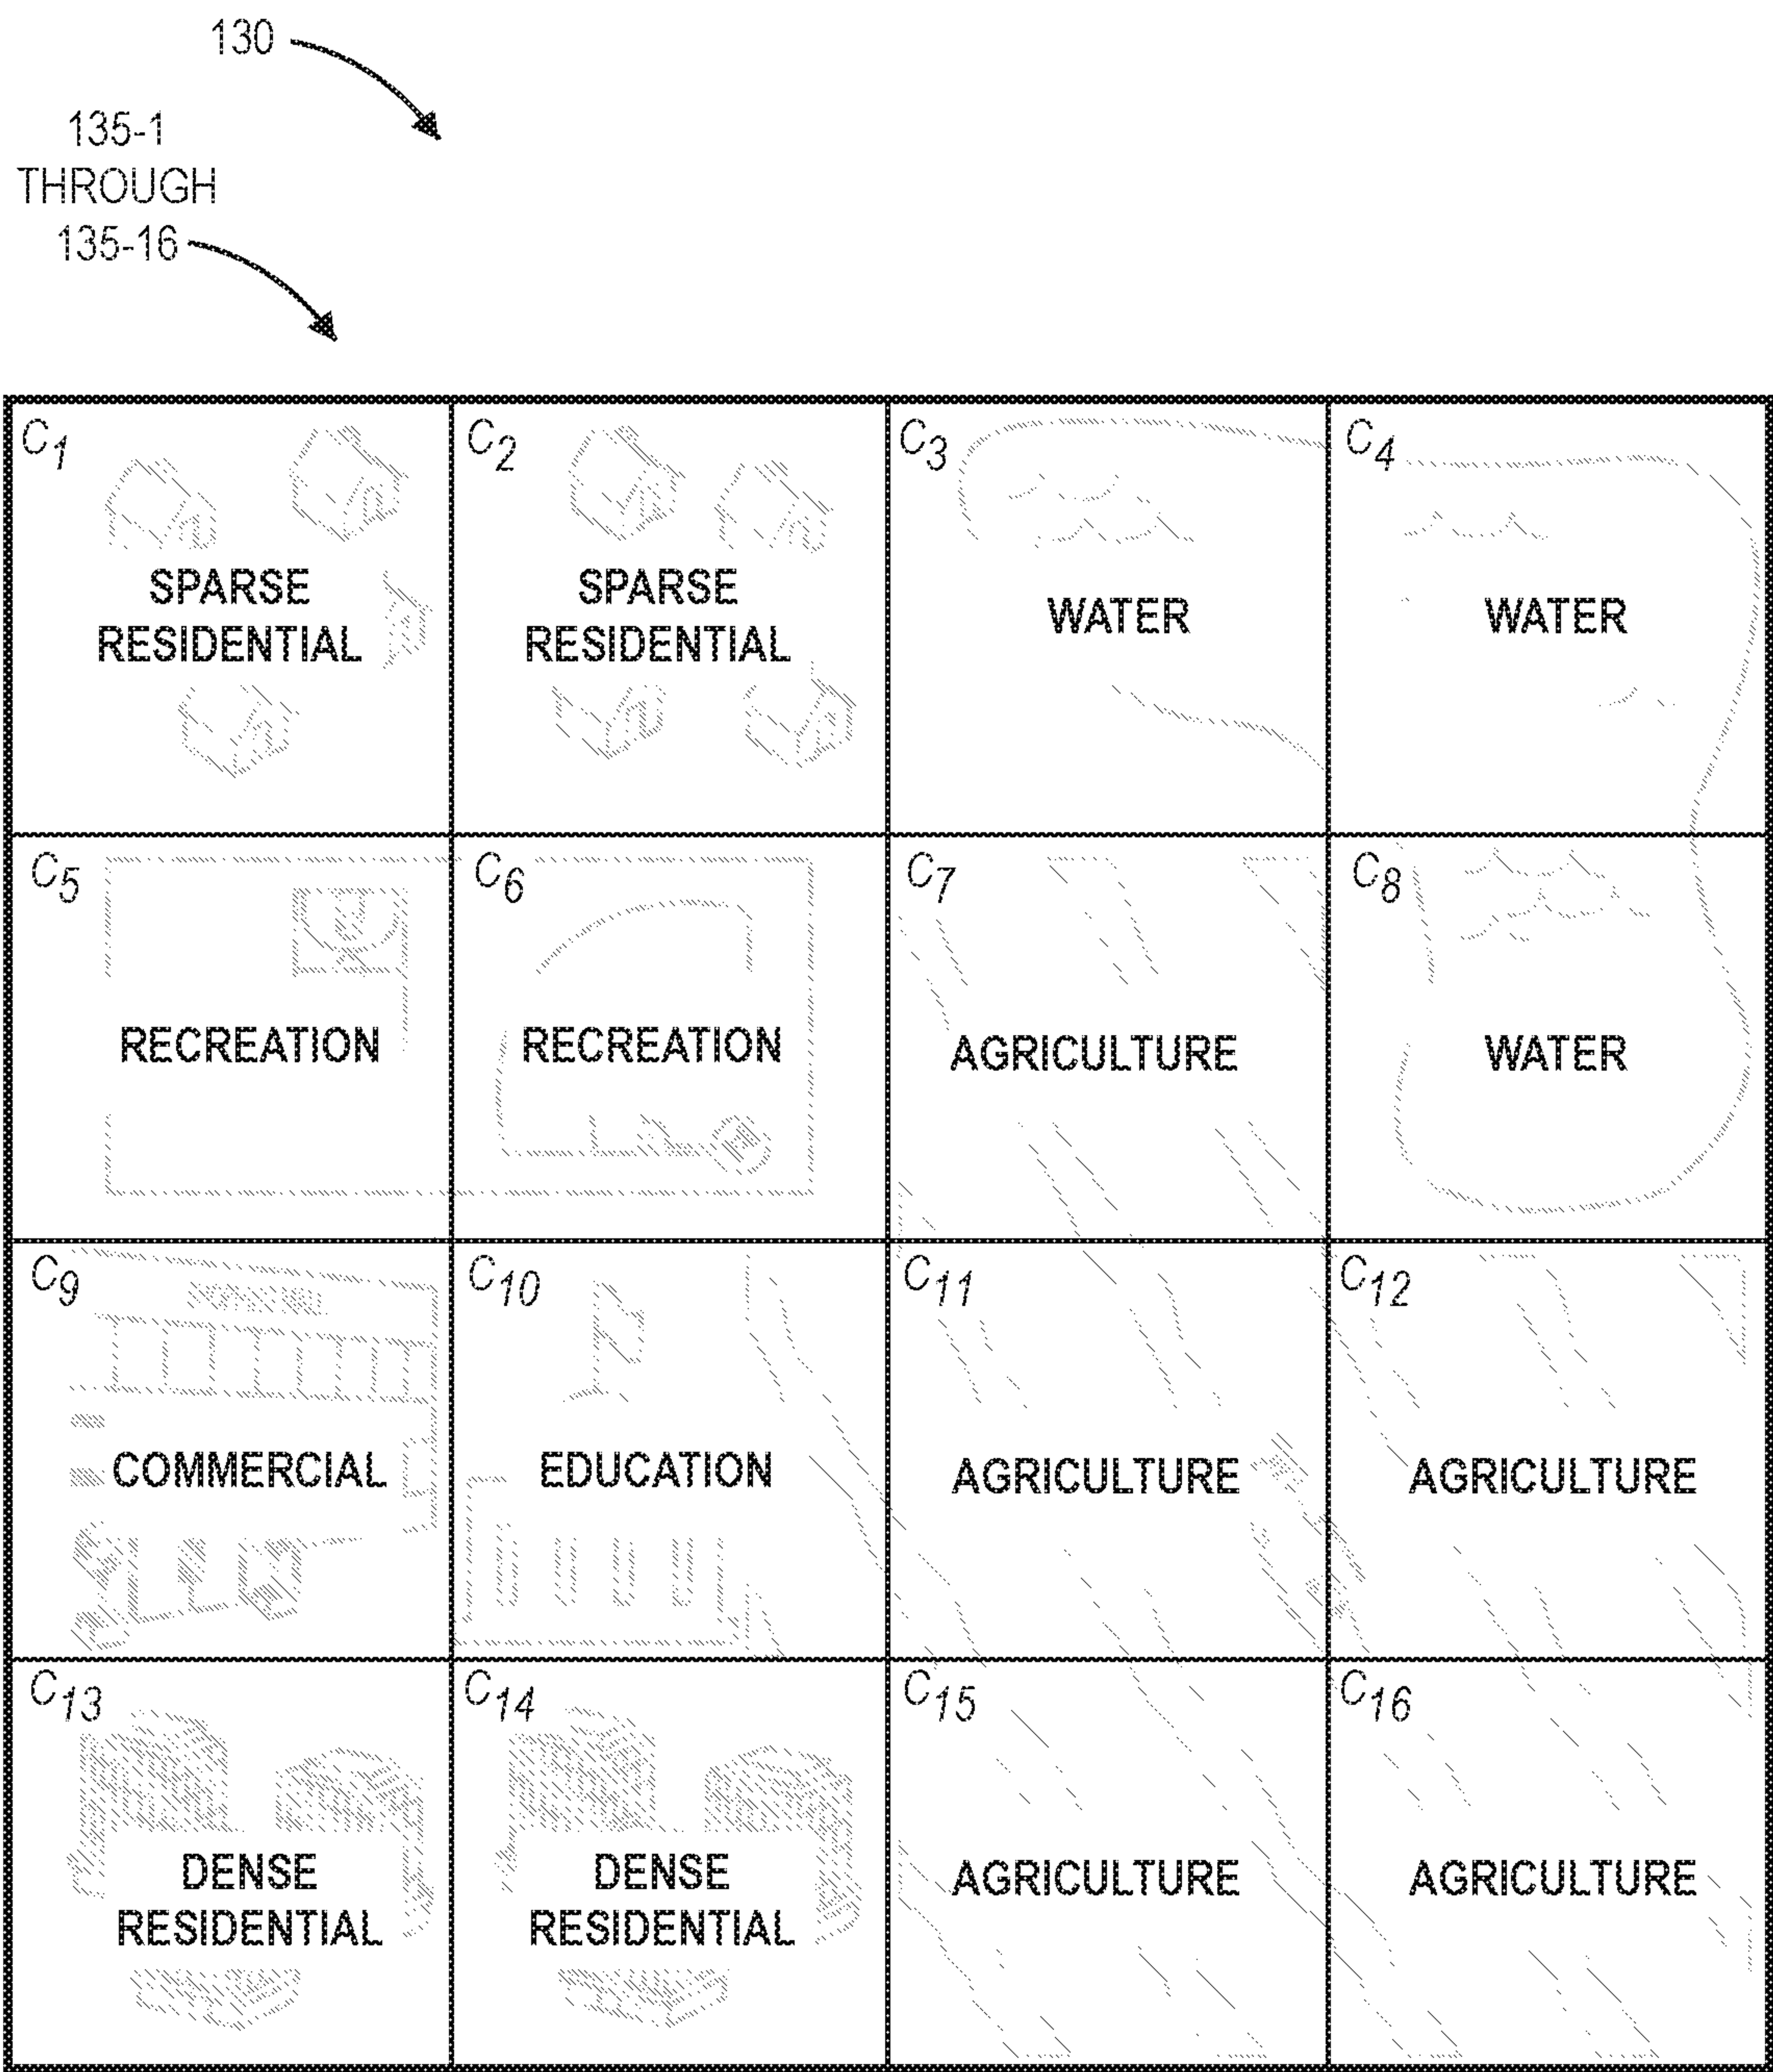 130
135-1
THROUGH
135-16
C1
SPARSE
RESIDENTIAL
C2
SPARSE
RESIDENTIAL
C3
WATER
C4
WATER
C5
RECREATION
C6
RECREATION
C7
AGRICULTURE
C8
WATER
C9
COMMERCIAL
C10
EDUCATION
C11
AGRICULTURE
C12
AGRICULTURE
C13
DENSE
RESIDENTIAL
C14
DENSE
RESIDENTIAL
C15
AGRICULTURE
C16
AGRICULTURE